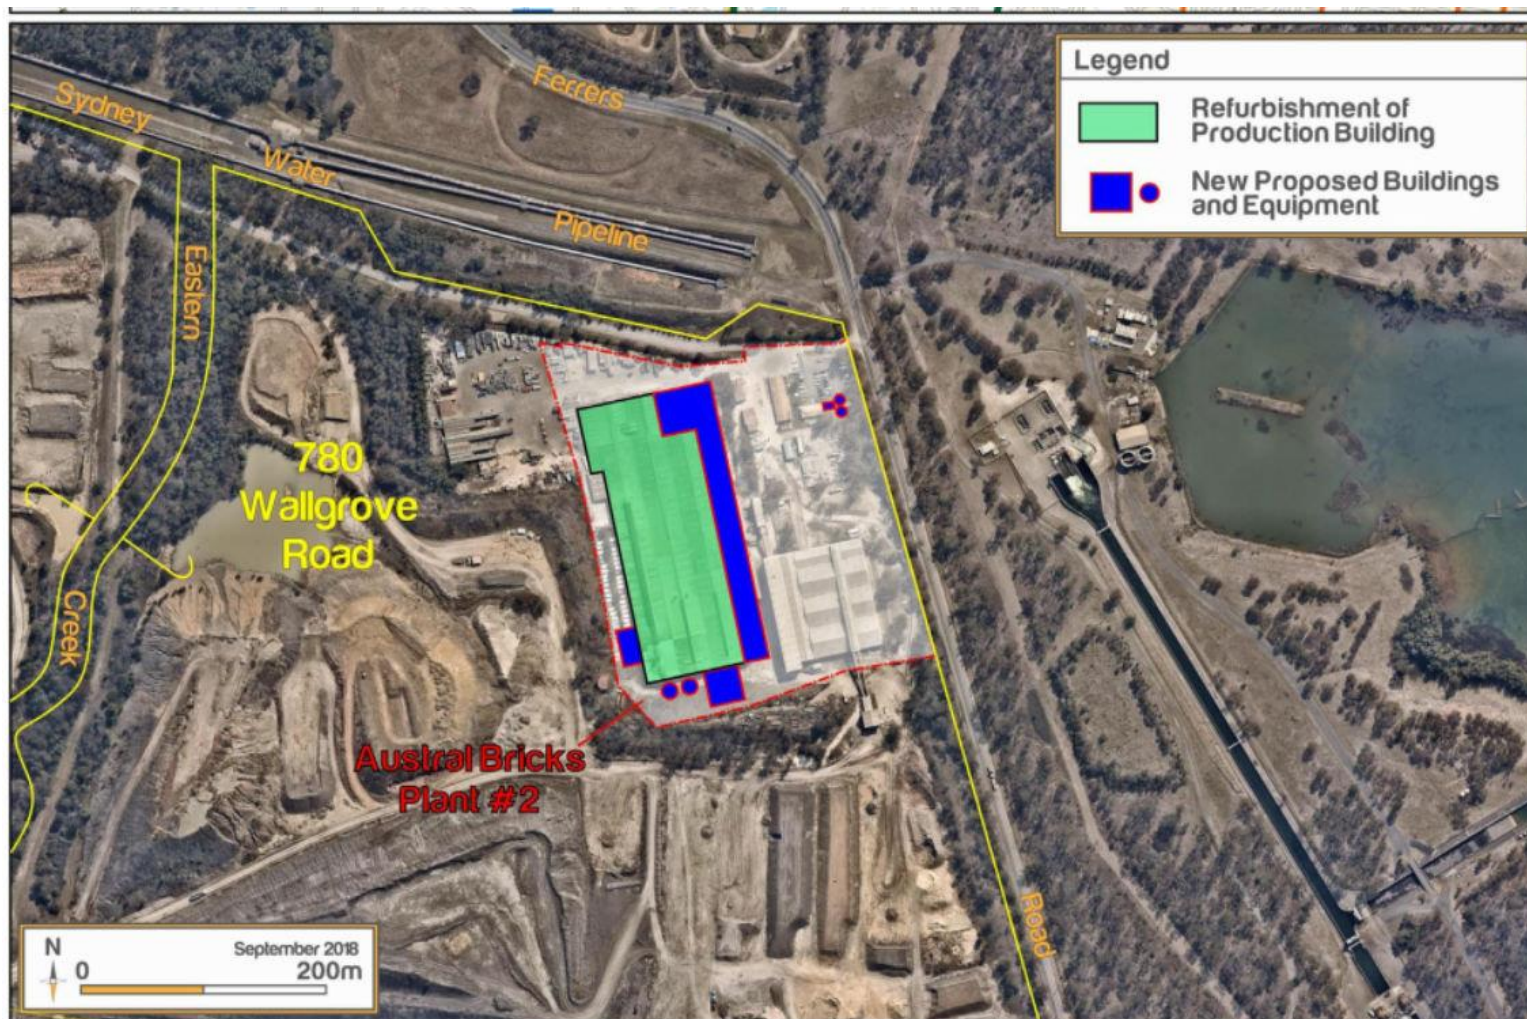 Legend
Refurbishment of
Production Building
New Proposed Buildings
and Equipment
Ferrers
Sydney
Water
Pipeline
Eastern
780
Wallgrove
Road
Creek
Austral Bricks
Plant #2
Road
N
September 2018
0
200m